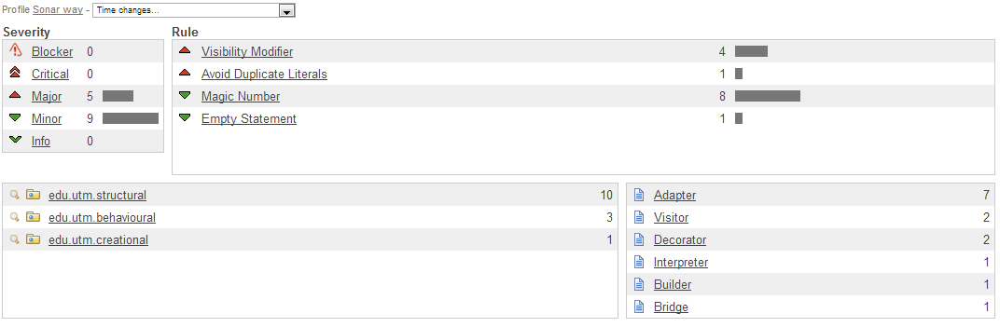 Profile Sonar way - Time changes...
Severity
Blocker 0
Critical 0
Major 5
Minor 9
Info 0
Rule
Visibility Modifier 4
Avoid Duplicate Literals 1
Magic Number 8
Empty Statement 1
edu.utm.structural 10
edu.utm.behavioural 3
edu.utm.creational 1
Adapter 7
Visitor 2
Decorator 2
Interpreter 1
Builder 1
Bridge 1